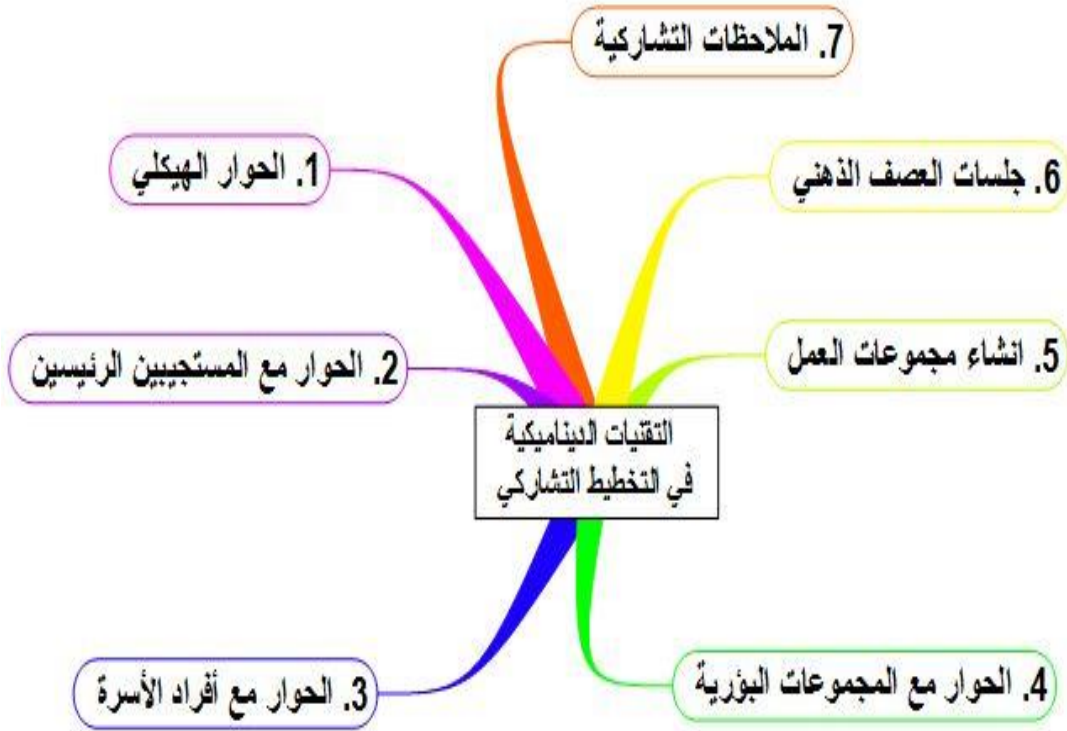 التقنيات الديناميكية
في التخطيط التشاركي
1. الحوار الهيكلي
2. الحوار مع المستجيبين الرئيسين
3. الحوار مع أفراد الأسرة
4. الحوار مع المجموعات البؤرية
5. انشاء مجموعات العمل
6. جلسات العصف الذهني
7. الملاحظات التشاركية